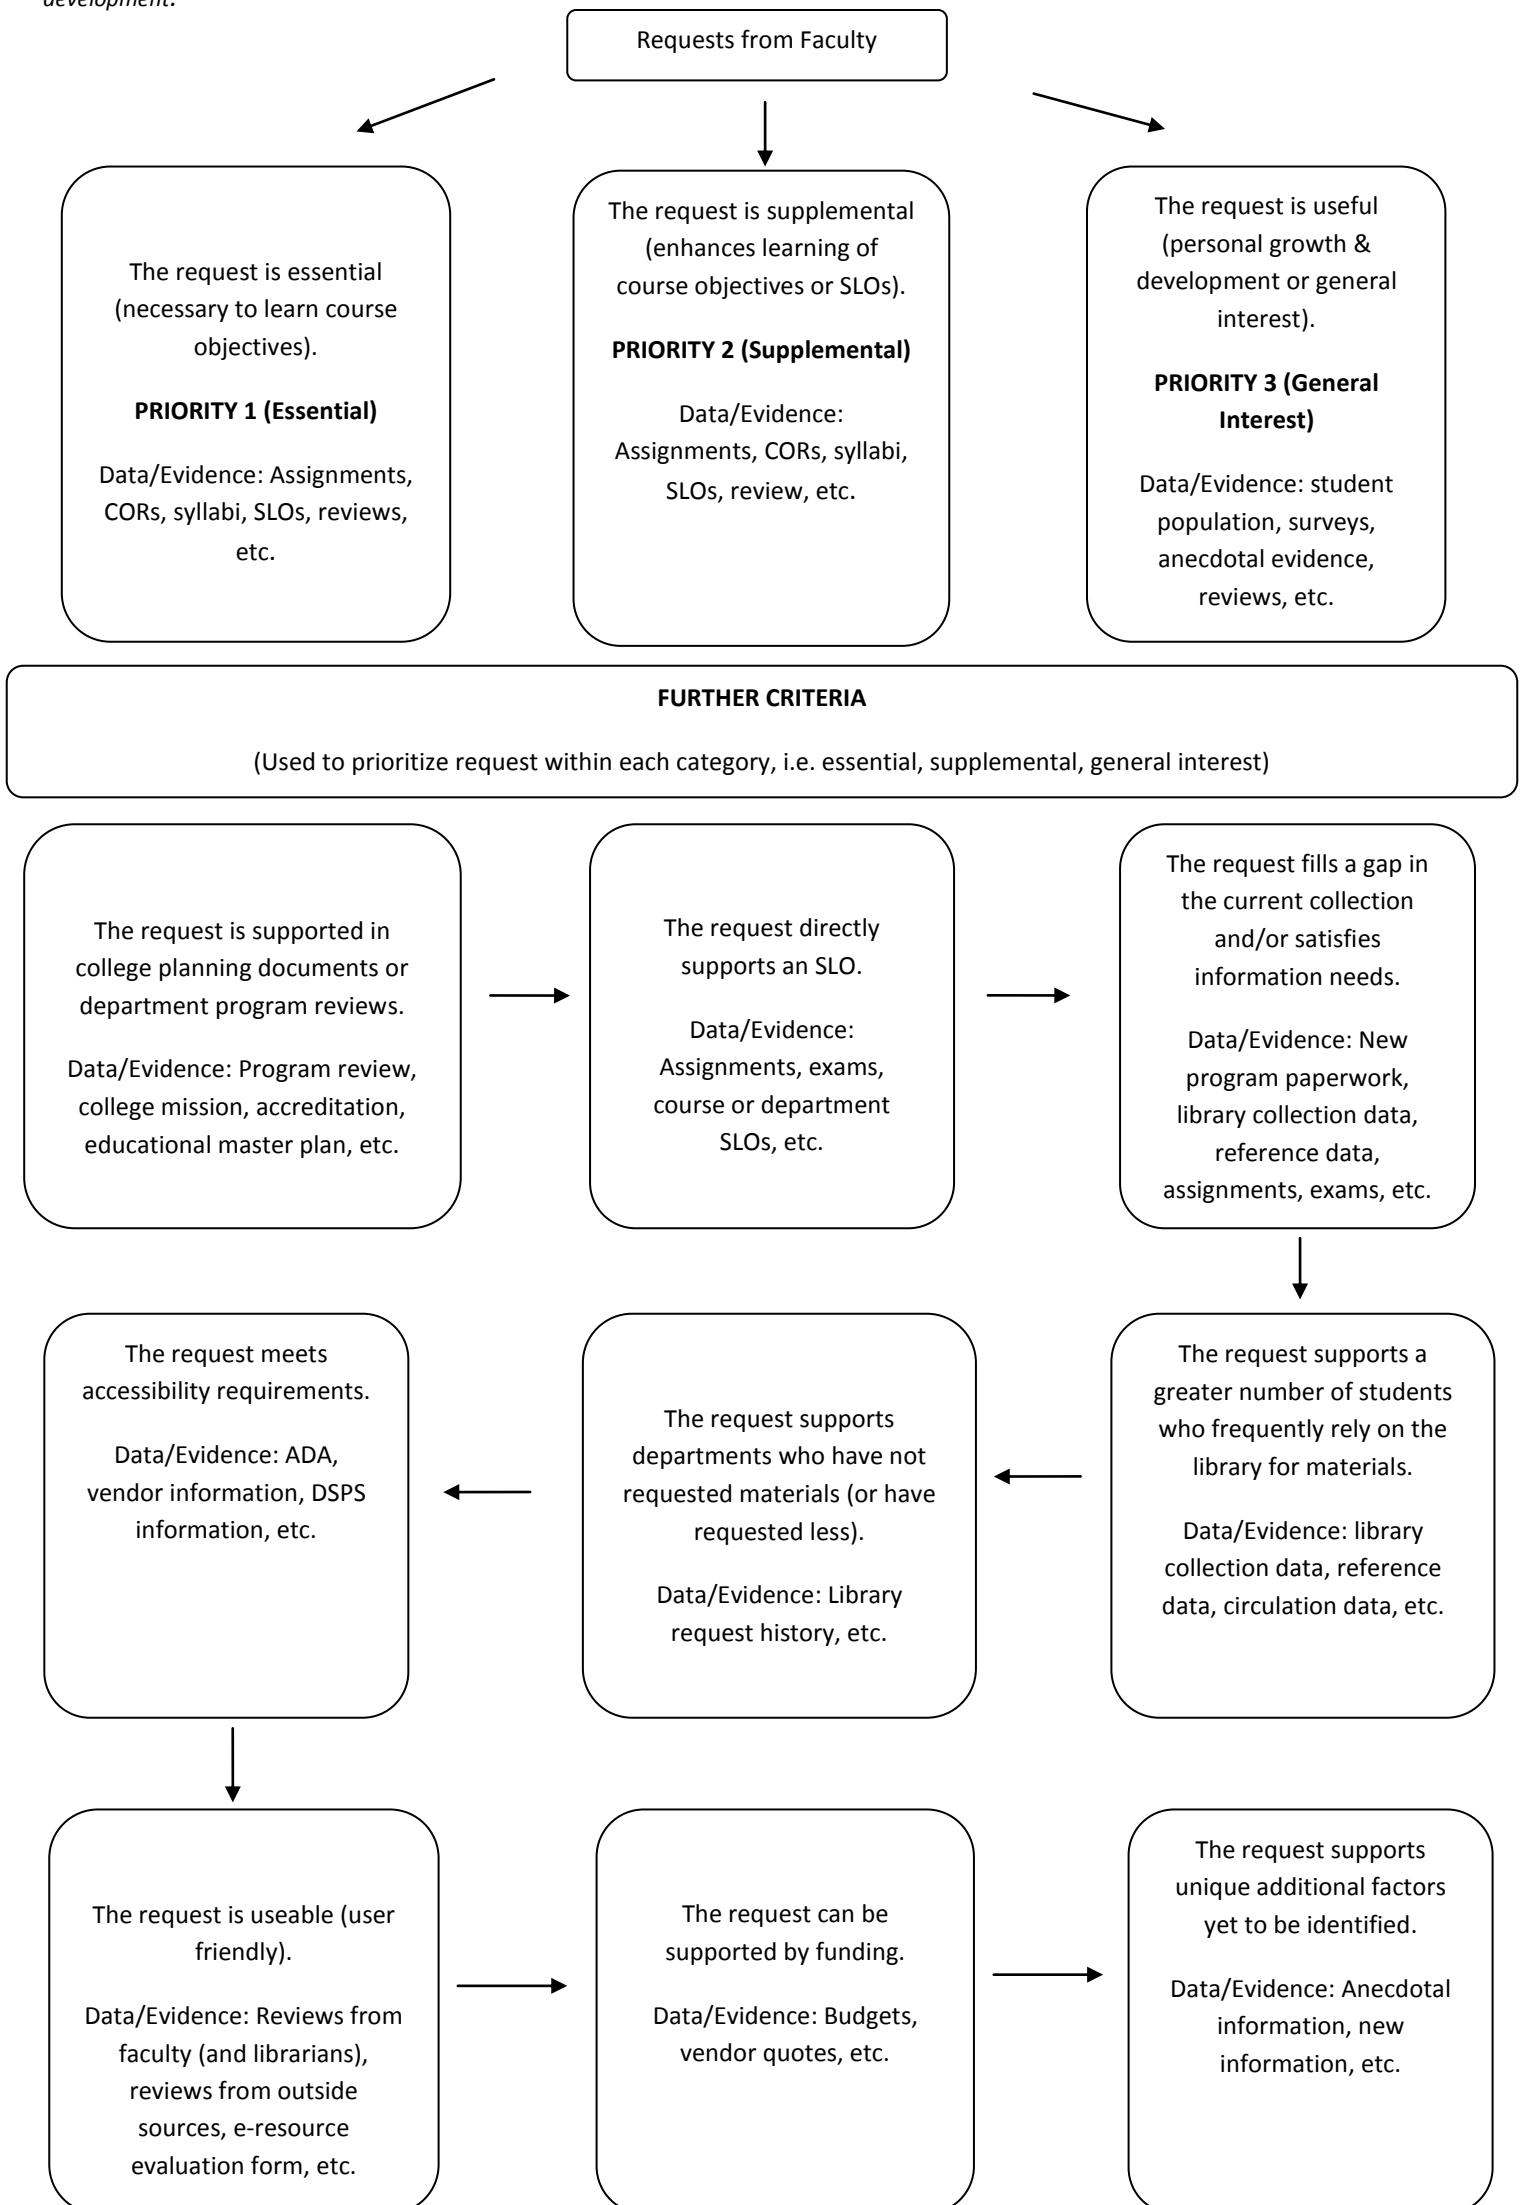 development.
Requests from Faculty
The request is essential
(necessary to learn course
objectives).
PRIORITY 1 (Essential)
Data/Evidence: Assignments,
CORs, syllabi, SLOs, reviews,
etc.
The request is supplemental
(enhances learning of
course objectives or SLOs).
PRIORITY 2 (Supplemental)
Data/Evidence:
Assignments, CORs, syllabi,
SLOs, review, etc.
The request is useful
(personal growth &
development or general
interest).
PRIORITY 3 (General
Interest)
Data/Evidence: student
population, surveys,
anecdotal evidence,
reviews, etc.
FURTHER CRITERIA
(Used to prioritize request within each category, i.e. essential, supplemental, general interest)
The request is supported in
college planning documents or
department program reviews.
Data/Evidence: Program review,
college mission, accreditation,
educational master plan, etc.
The request directly
supports an SLO.
Data/Evidence:
Assignments, exams,
course or department
SLOs, etc.
The request fills a gap in
the current collection
and/or satisfies
information needs.
Data/Evidence: New
program paperwork,
library collection data,
reference data,
assignments, exams, etc.
The request supports a
greater number of students
who frequently rely on the
library for materials.
Data/Evidence: library
collection data, reference
data, circulation data, etc.
The request supports
departments who have not
requested materials (or have
requested less).
Data/Evidence: Library
request history, etc.
The request meets
accessibility requirements.
Data/Evidence: ADA,
vendor information, DSPS
information, etc.
The request is useable (user
friendly).
Data/Evidence: Reviews from
faculty (and librarians),
reviews from outside
sources, e-resource
evaluation form, etc.
The request can be
supported by funding.
Data/Evidence: Budgets,
vendor quotes, etc.
The request supports
unique additional factors
yet to be identified.
Data/Evidence: Anecdotal
information, new
information, etc.